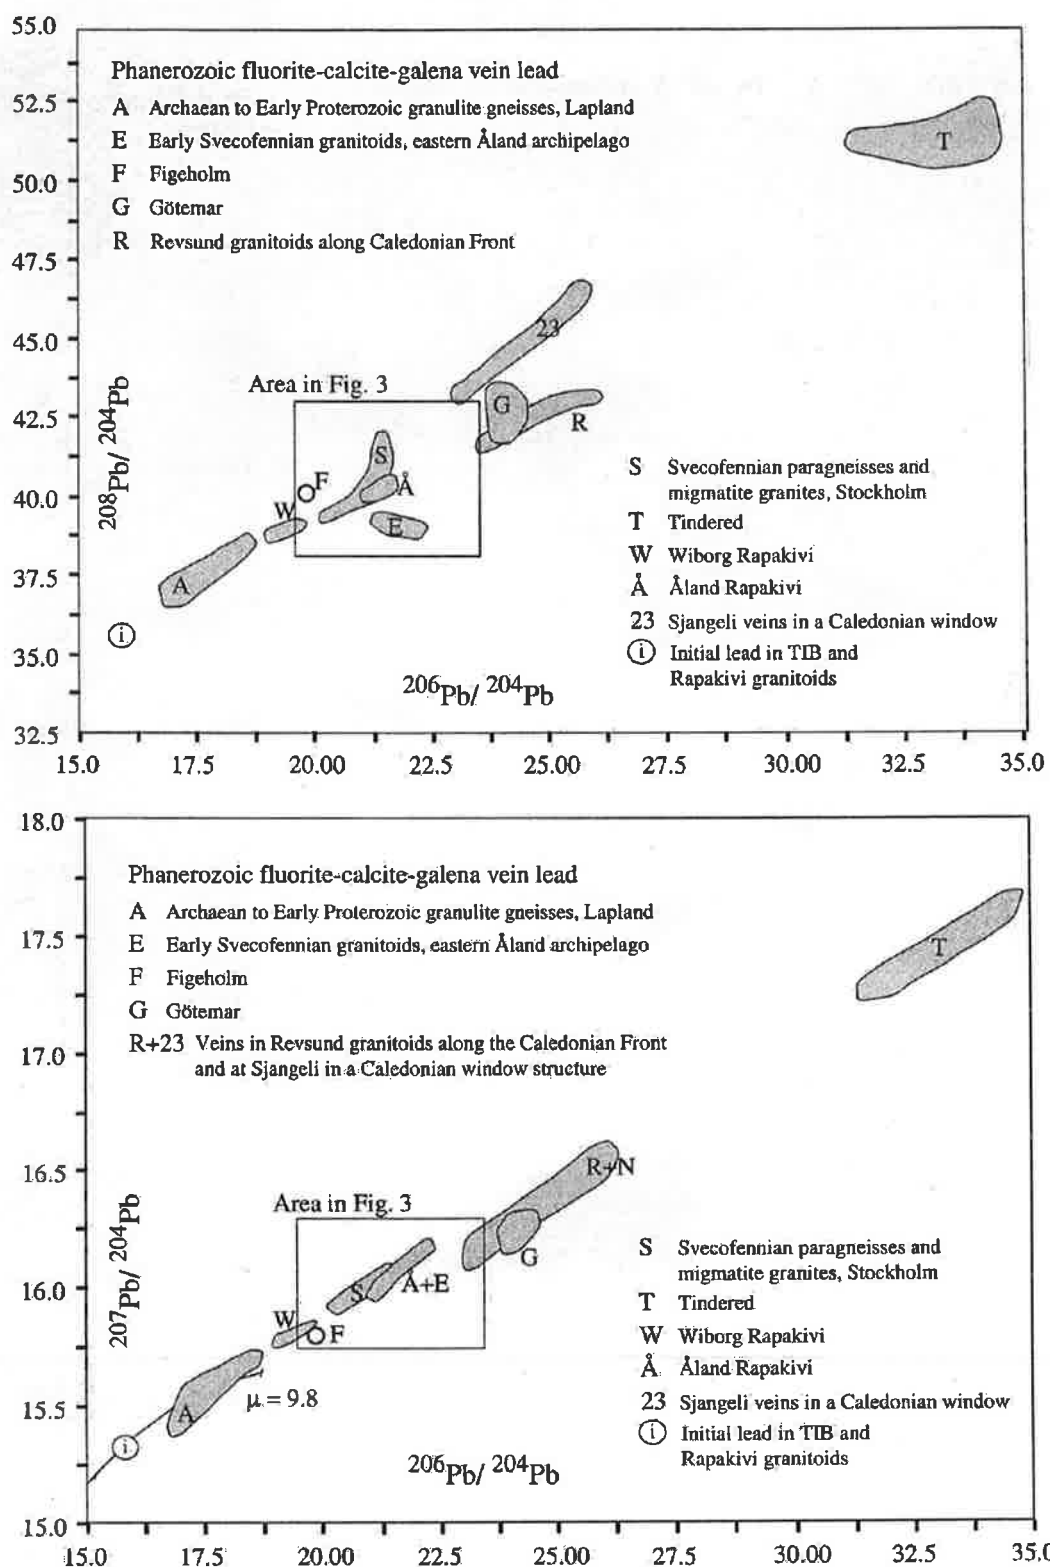 55.0
52.5
50.0
47.5
45.0
42.5
40.0
37.5
35.0
32.5
208Pb/ 204Pb
Phanerozoic fluorite-calcite-galena vein lead
A Archaean to Early Proterozoic granulite gneisses, Lapland
E Early Svecofennian granitoids, eastern Åland archipelago
F Figeholm
G Götemar
R Revsund granitoids along Caledonian Front
T
23
Area in Fig. 3
G
R
S
F
Å
W
E
A
i
S Svecofennian paragneisses and
migmatite granites, Stockholm
T Tindered
W Wiborg Rapakivi
Å Åland Rapakivi
23 Sjangeli veins in a Caledonian window
i Initial lead in TIB and
Rapakivi granitoids
206Pb/ 204Pb
15.0 17.5 20.00 22.5 25.00 27.5 30.00 32.5 35.0
18.0
17.5
17.0
16.5
16.0
15.5
15.0
207Pb/ 204Pb
Phanerozoic fluorite-calcite-galena vein lead
A Archaean to Early Proterozoic granulite gneisses, Lapland
E Early Svecofennian granitoids, eastern Åland archipelago
F Figeholm
G Götemar
R+23 Veins in Revsund granitoids along the Caledonian Front
and at Sjangeli in a Caledonian window structure
T
R+N
Area in Fig. 3
G
S
Å+E
W
F
μ = 9.8
A
i
S Svecofennian paragneisses and
migmatite granites, Stockholm
T Tindered
W Wiborg Rapakivi
Å Åland Rapakivi
23 Sjangeli veins in a Caledonian window
i Initial lead in TIB and
Rapakivi granitoids
206Pb/ 204Pb
15.0 17.5 20.00 22.5 25.00 27.5 30.00 32.5 35.0